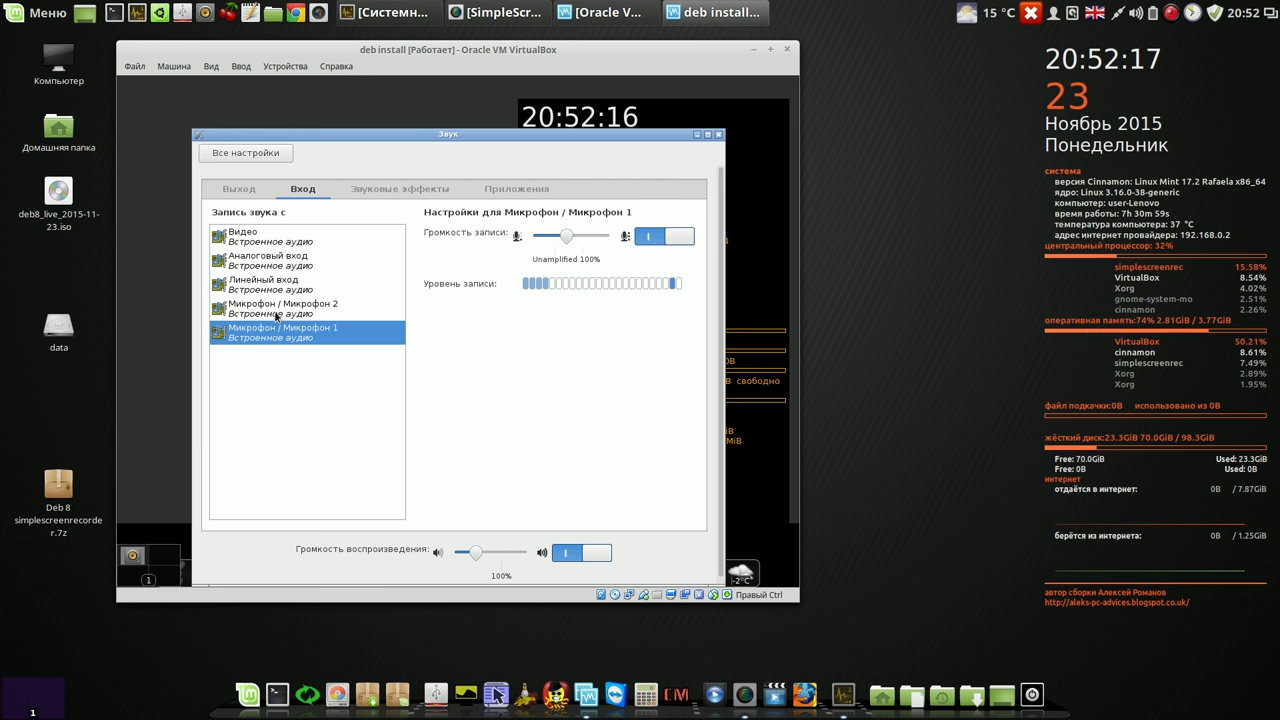 Меню
[Системн...
[SimpleScr...
[Oracle V...
deb install...
15 °C
20:52
Компьютер
Домашняя папка
deb8_live_2015-11-
23.iso
data
Deb 8
simplescreenrecorde
r.7z
deb install [Работает] - Oracle VM VirtualBox
Файл Машина Вид Ввод Устройства Справка
20:52:16
Звук
Все настройки
Выход Вход Звуковые эффекты Приложения
Запись звука с
Видео
Встроенное аудио
Аналоговый вход
Встроенное аудио
Линейный вход
Встроенное аудио
Микрофон / Микрофон 2
Встроенное аудио
Микрофон / Микрофон 1
Встроенное аудио
Настройки для Микрофон / Микрофон 1
Громкость записи:
Unamplified 100%
Уровень записи:
Громкость воспроизведения:
100%
В свободно
MiB
1
-2°C
Правый Ctrl
20:52:17
23
Ноябрь 2015
Понедельник
система
версия Cinnamon: Linux Mint 17.2 Rafaela x86_64
ядро: Linux 3.16.0-38-generic
компьютер: user-Lenovo
время работы: 7h 30m 59s
температура компьютера: 37 °C
адрес интернет провайдера: 192.168.0.2
центральный процессор: 32%
simplescreenrec 15.58%
VirtualBox 8.54%
Xorg 4.02%
gnome-system-mo 2.51%
cinnamon 2.26%
оперативная память:74% 2.81GiB / 3.77GiB
VirtualBox 50.21%
cinnamon 8.61%
simplescreenrec 7.49%
Xorg 2.89%
Xorg 1.95%
файл подкачки:0B использовано из 0B
жёсткий диск:23.3GiB 70.0GiB / 98.3GiB
Free: 70.0GiB Used: 23.3GiB
Free: 0B Used: 0B
интернет
отдаётся в интернет: 0B / 7.87GiB
берётся из интернета: 0B / 1.25GiB
автор сборки Алексей Романов
http://aleks-pc-advices.blogspot.co.uk/
1